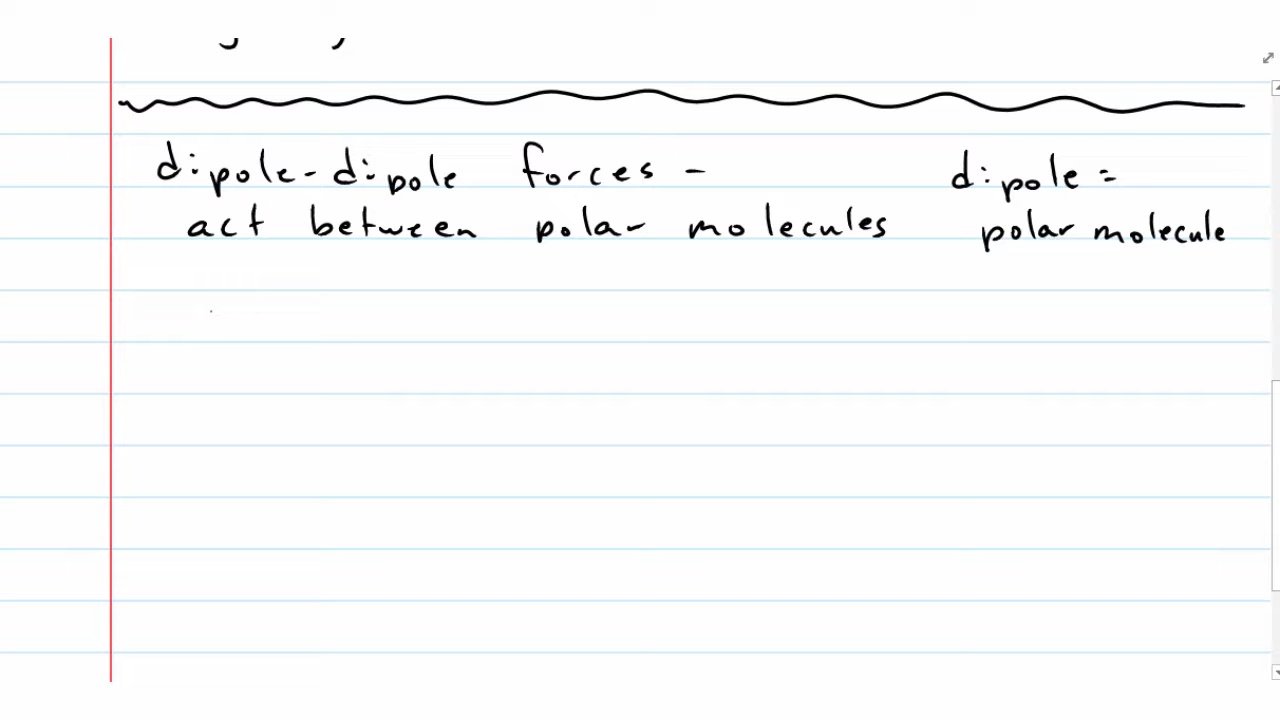 dipole-dipole forces -
act between polar molecules
dipole =
polar molecule